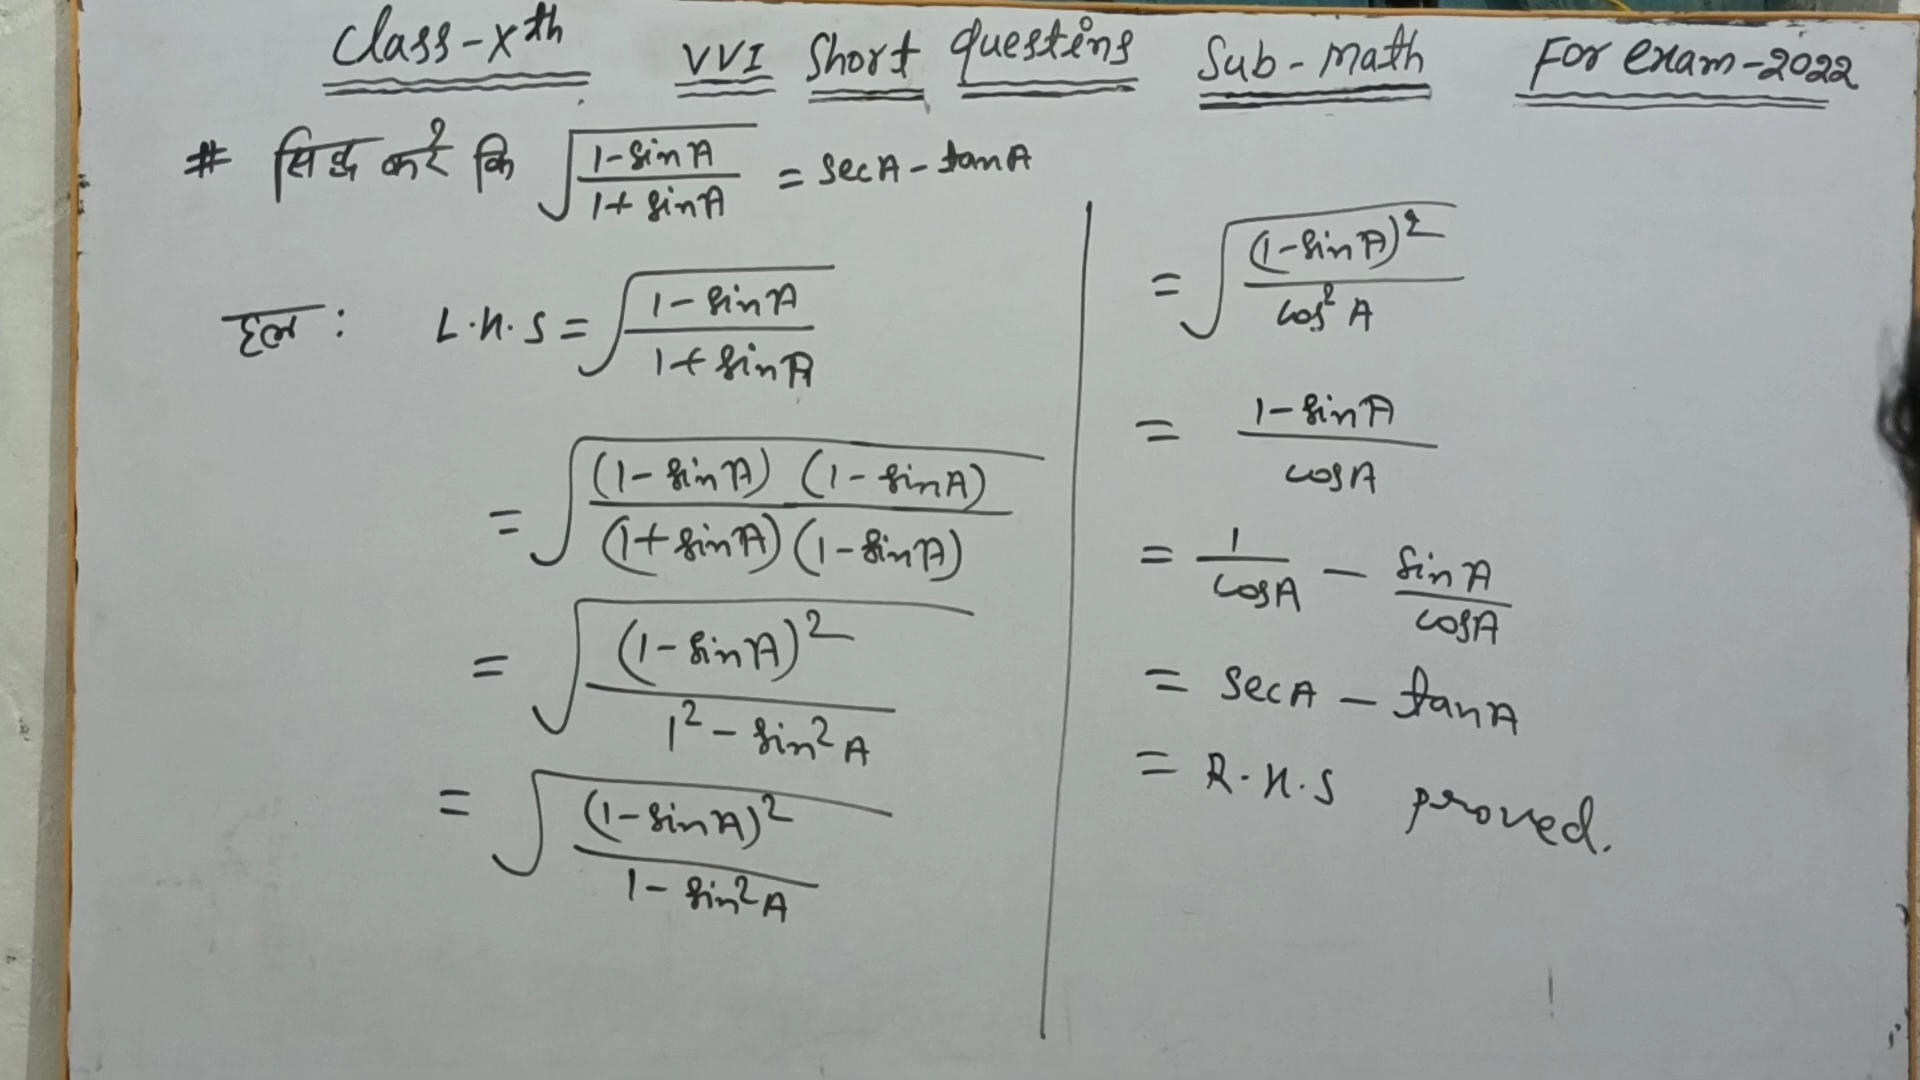 Class-Xth VVI Short Questins Sub-Math For exam-2022
# सिद्ध करें कि √((1-sinA)/(1+sinA)) = secA-tanA
हल: L.H.S = √((1-sinA)/(1+sinA))
= √(((1-sinA) (1-sinA))/((1+sinA)(1-sinA)))
= √((1-sinA)²/(1²-sin²A))
= √((1-sinA)²/(1-sin²A))
= √((1-sinA)²/cos²A)
= (1-sinA)/cosA
= 1/cosA - sinA/cosA
= secA - tanA
= R.H.S proved.